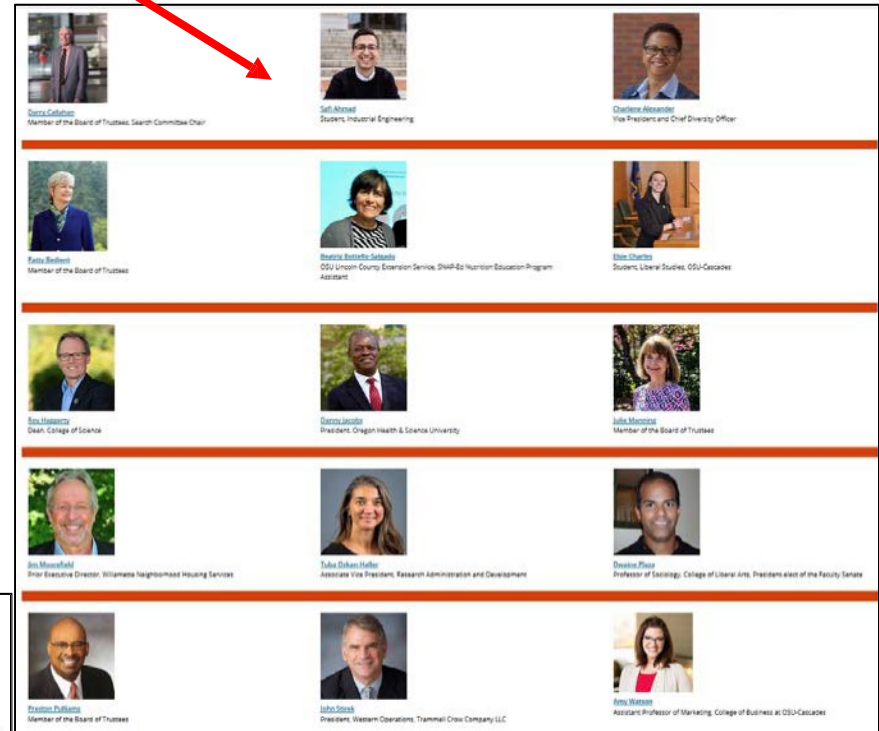 Darry Callahan
Member of the Board of Trustees, Search Committee Chair
Safi Ahmad
Student, Industrial Engineering
Charlene Alexander
Vice President and Chief Diversity Officer
Patty Bedient
Member of the Board of Trustees
Beatriz Botello Salgado
OSU Lincoln County Extension Service, SNAP-Ed Nutrition Education Program
Assistant
Elsie Charles
Student, Liberal Studies, OSU-Cascades
Roy Haggerty
Dean, College of Science
Danny Jacobs
President, Oregon Health & Science University
Julie Manning
Member of the Board of Trustees
Jim Moorefield
Prior Executive Director, Willamette Neighborhood Housing Services
Tuba Ozkan-Haller
Associate Vice President, Research Administration and Development
Dwaine Plaza
Professor of Sociology, College of Liberal Arts, President-elect of the Faculty Senate
Preston Pulliams
Member of the Board of Trustees
John Stirek
President, Western Operations, Trammell Crow Company LLC
Amy Watson
Assistant Professor of Marketing, College of Business at OSU-Cascades